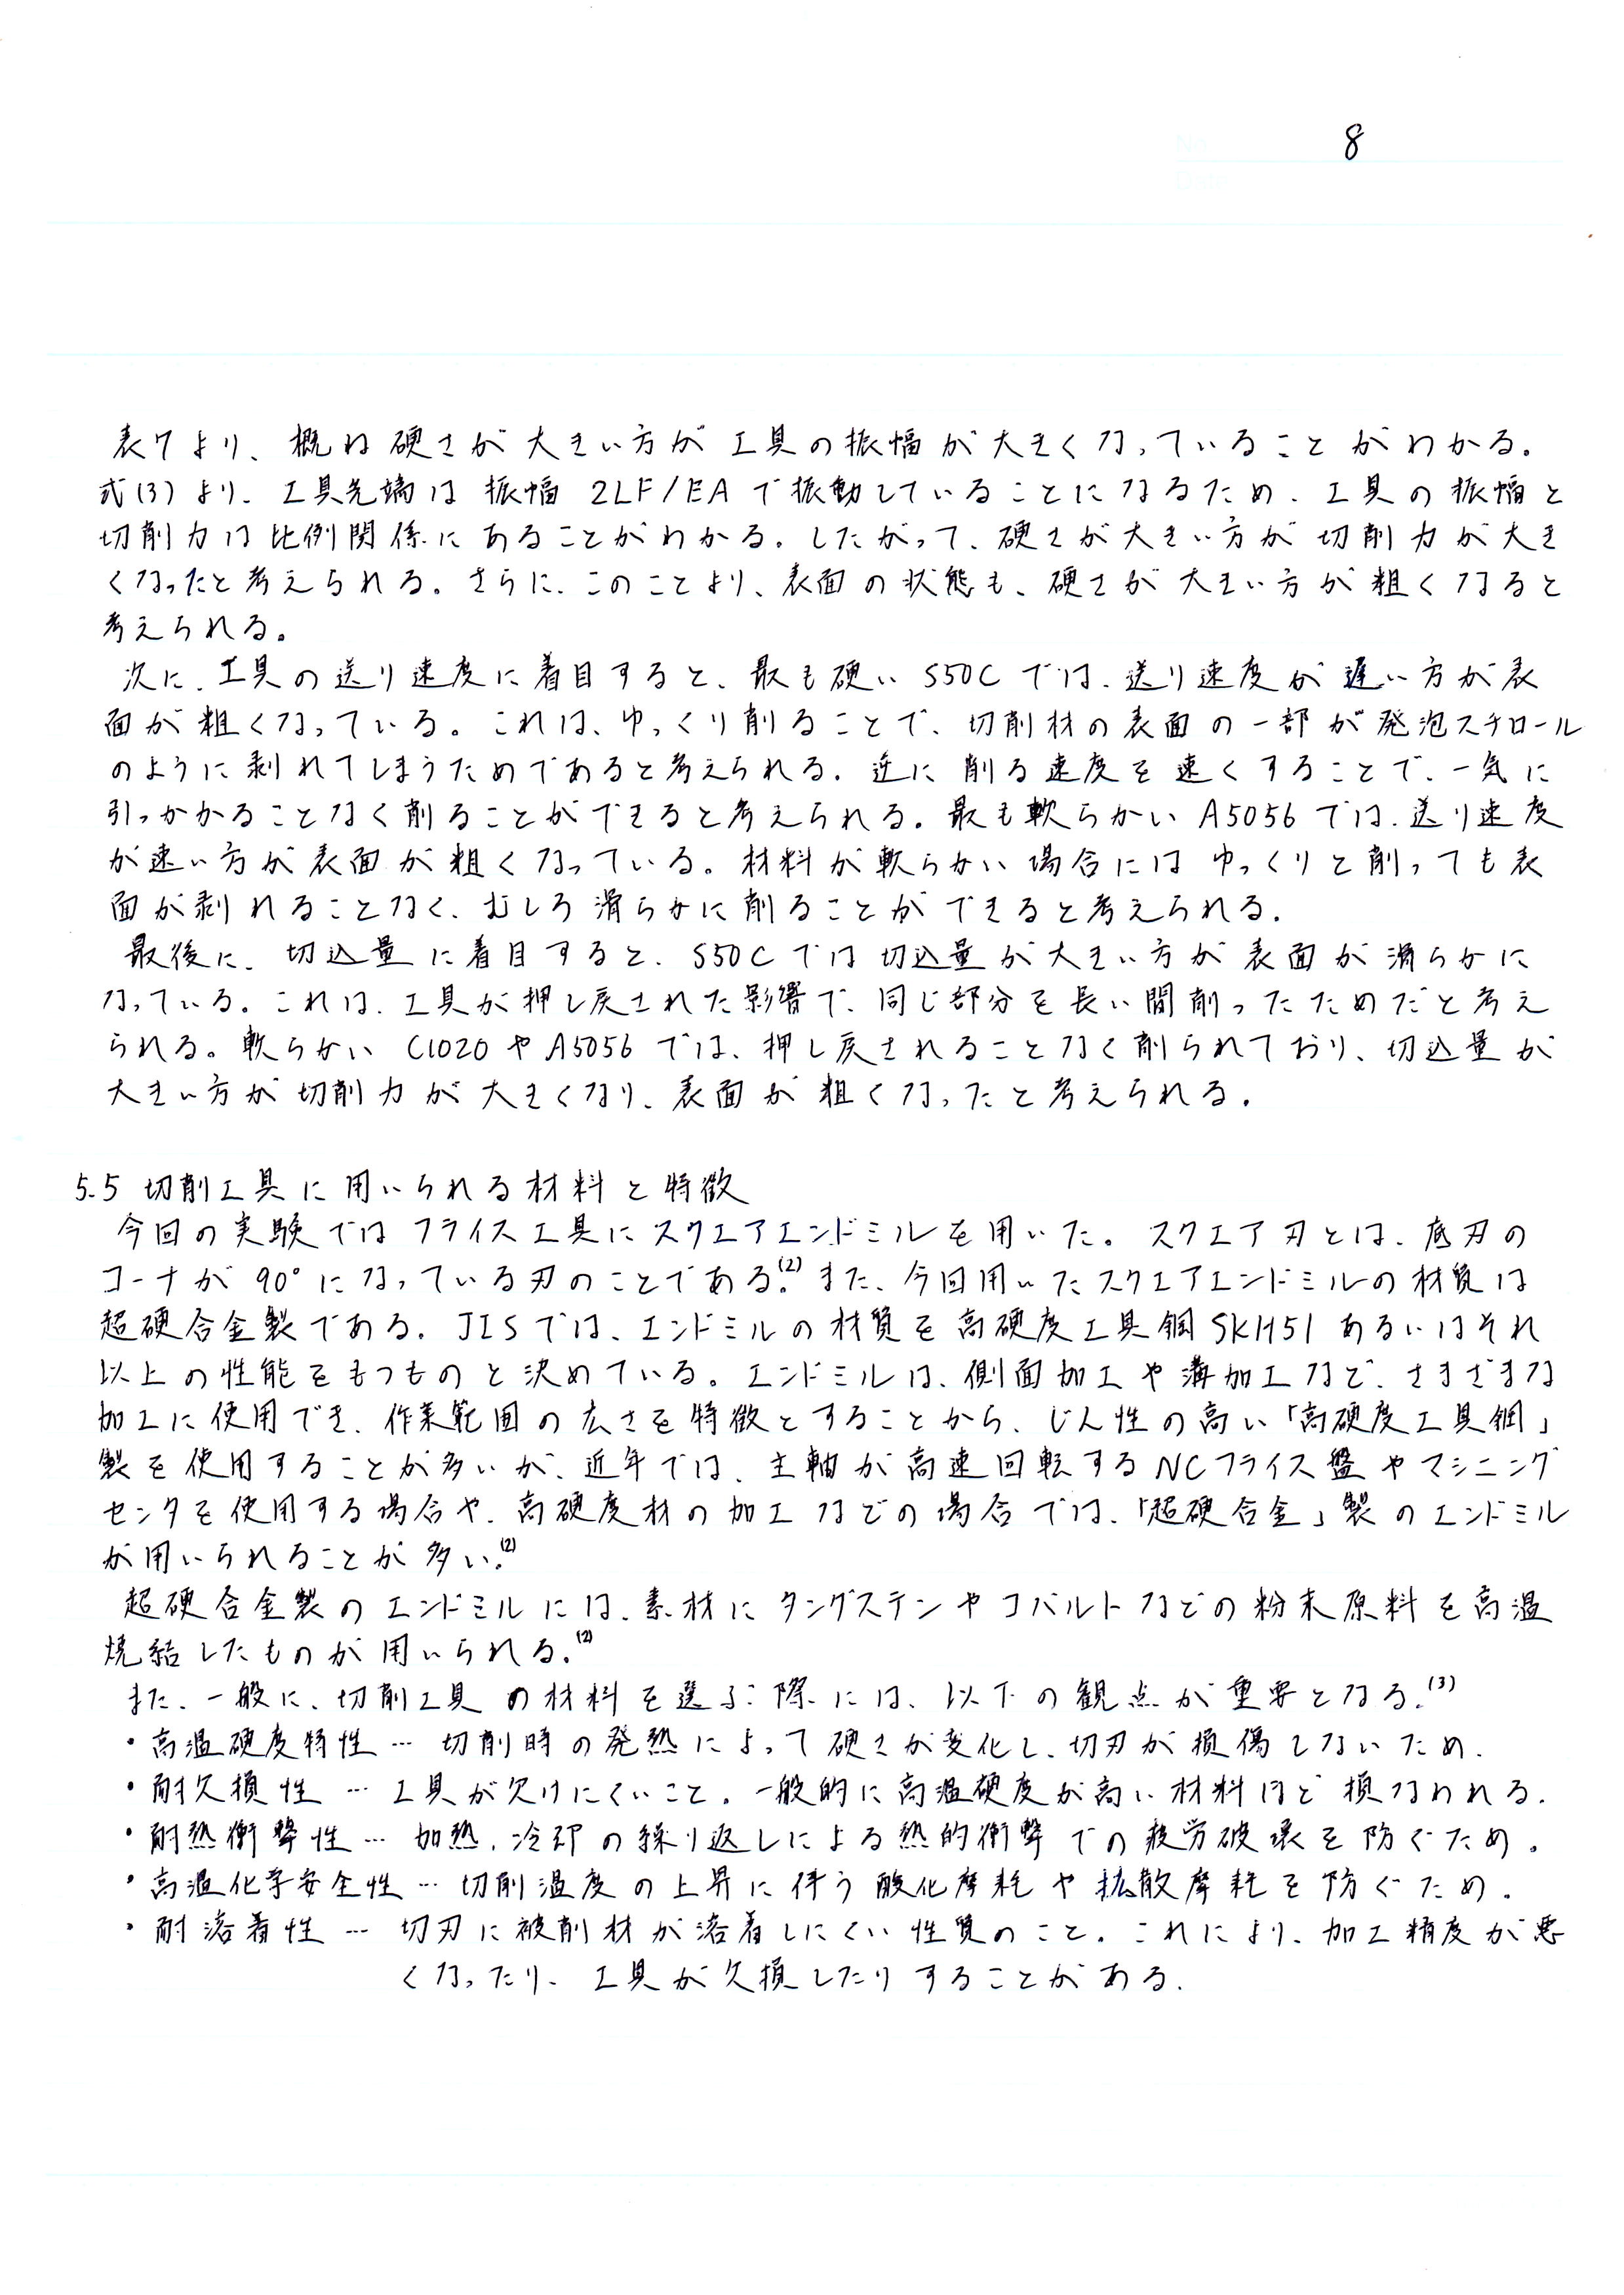 8
表7より、概ね硬さが大きい方が工具の振幅が大きくなっていることがわかる。
式(3)より、工具先端は振幅 2LF/EAで振動していることになるため、工具の振幅と
切削力は比例関係にあることがわかる。したがって、硬さが大きい方が切削力が大き
くなったと考えられる。さらに、このことより、表面の状態も、硬さが大きい方が粗くなると
考えられる。
次に、工具の送り速度に着目すると、最も硬いS50Cでは、送り速度が遅い方が表
面が粗くなっている。これは、ゆっくり削ることで、切削材の表面の一部が発泡スチロール
のように剥れてしまうためであると考えられる。逆に削る速度を速くすることで、一気に
引っかかることなく削ることができると考えられる。最も軟らかいA5056では、送り速度
が速い方が表面が粗くなっている。材料が軟らかい場合にはゆっくりと削っても表
面が剥れることなく、むしろ滑らかに削ることができると考えられる。
最後に、切込量に着目すると、S50Cでは切込量が大きい方が表面が滑らかに
なっている。これは、工具が押し戻された影響で、同じ部分を長い間削ったためだと考え
られる。軟らかいC1020やA5056では、押し戻されることなく削られており、切込量が
大きい方が切削力が大きくなり、表面が粗くなったと考えられる。
5.5 切削工具に用いられる材料と特徴
今回の実験ではフライス工具にスクエアエンドミルを用いた。スクエア刃とは、底刃の
コーナが90°になっている刃のことである。(2) また、今回用いたスクエアエンドミルの材質は
超硬合金製である。JISでは、エンドミルの材質を高硬度工具鋼SKH51あるいはそれ
以上の性能をもつものと決めている。エンドミルは、側面加工や溝加工など、さまざまな
加工に使用でき、作業範囲の広さを特徴とすることから、じん性の高い「高硬度工具鋼」
製を使用することが多いが、近年では、主軸が高速回転するNCフライス盤やマシニング
センタを使用する場合や、高硬度材の加工などの場合では、「超硬合金」製のエンドミル
が用いられることが多い。(2)
超硬合金製のエンドミルには、素材にタングステンやコバルトなどの粉末原料を高温
焼結したものが用いられる。(2)
また、一般に、切削工具の材料を選ぶ際には、以下の観点が重要となる。(3)
・高温硬度特性…切削時の発熱によって硬さが変化し、切刃が損傷しないため。
・耐欠損性…工具が欠けにくいこと。一般的に高温硬度が高い材料ほど損なわれる。
・耐熱衝撃性…加熱、冷却の繰り返しによる熱的衝撃での疲労破壊を防ぐため。
・高温化学安全性…切削温度の上昇に伴う酸化摩耗や拡散摩耗を防ぐため。
・耐溶着性…切刃に被削材が溶着しにくい性質のこと。これにより、加工精度が悪
くなったり、工具が欠損したりすることがある。